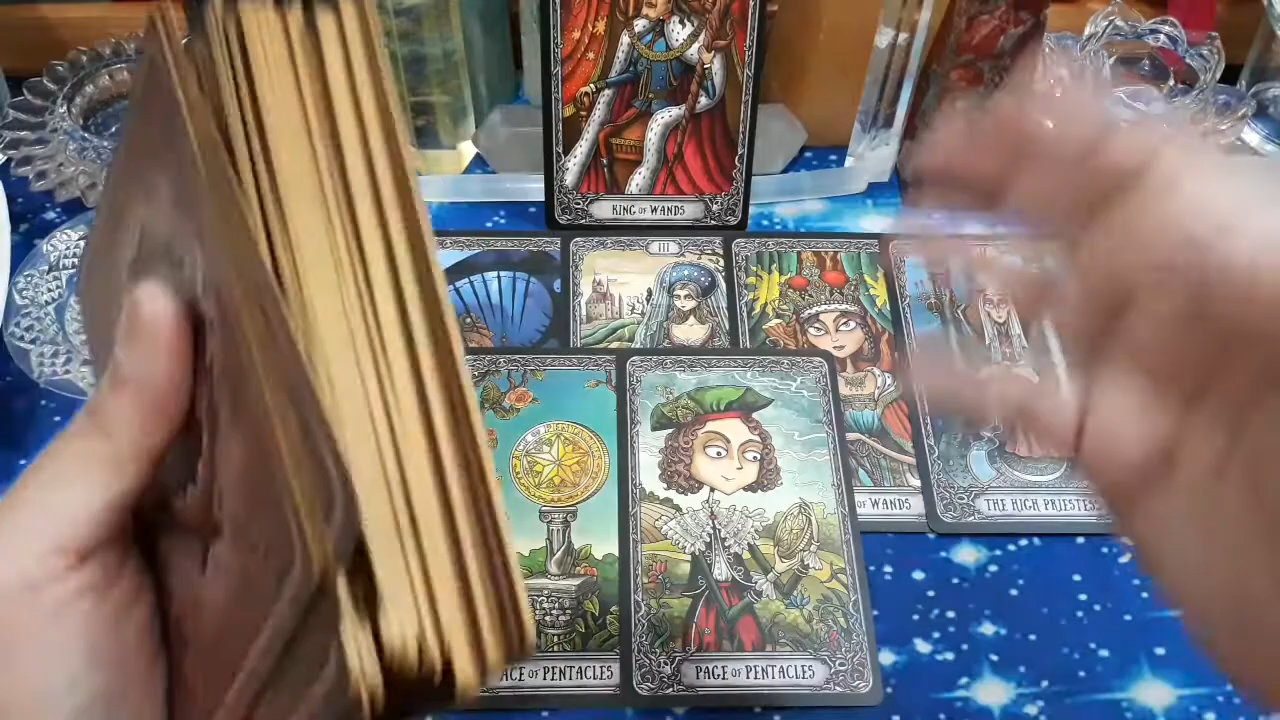 KING OF WANDS
III
OF WANDS
THE HIGH PRIESTESS
ACE OF PENTACLES
PAGE OF PENTACLES